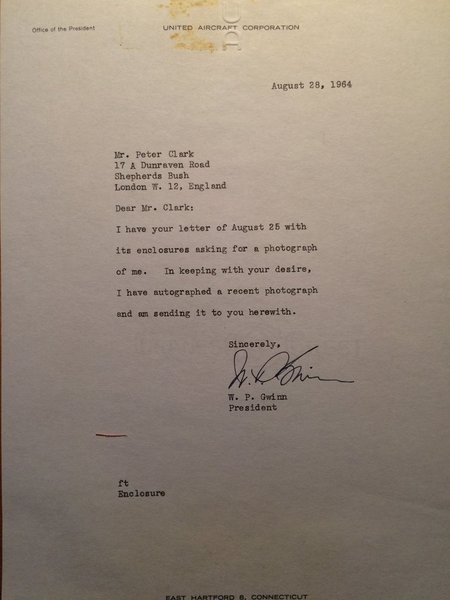 Office of the President
UNITED AIRCRAFT CORPORATION
August 28, 1964
Mr. Peter Clark
17 A Dunraven Road
Shepherds Bush
London W. 12, England
Dear Mr. Clark:
I have your letter of August 25 with
its enclosures asking for a photograph
of me. In keeping with your desire,
I have autographed a recent photograph
and am sending it to you herewith.
Sincerely,
W. P. Gwinn
W. P. Gwinn
President
ft
Enclosure
EAST HARTFORD 8, CONNECTICUT